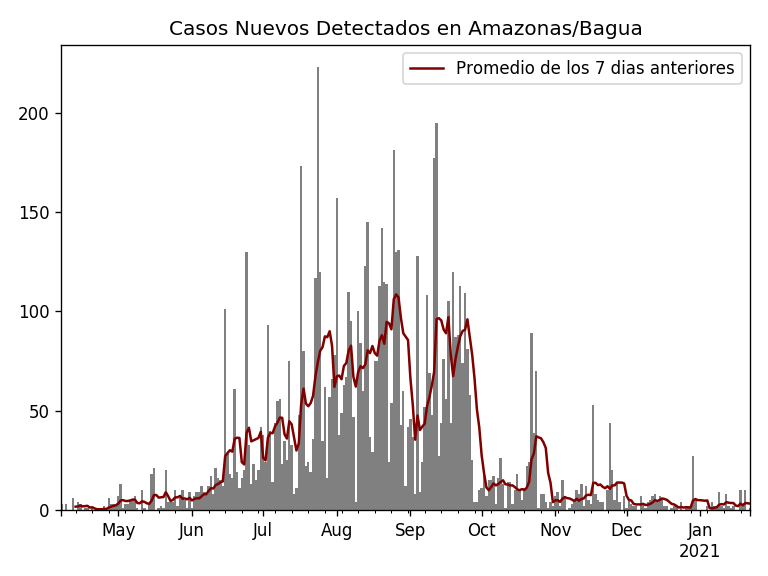 Casos Nuevos Detectados en Amazonas/Bagua
Promedio de los 7 dias anteriores
200
150
100
50
0
May Jun Jul Aug Sep Oct Nov Dec Jan
2021